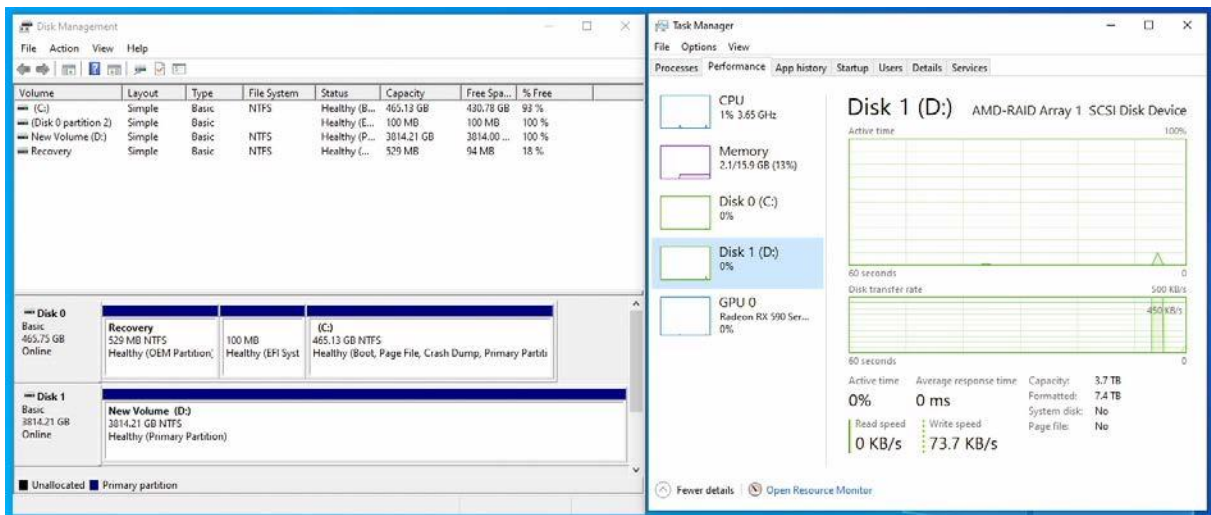 Disk Management
File Action View Help
Volume Layout Type File System Status Capacity Free Spa... % Free
(C:) Simple Basic NTFS Healthy (B... 465.13 GB 430.78 GB 93 %
(Disk 0 partition 2) Simple Basic Healthy (E... 100 MB 100 MB 100 %
New Volume (D:) Simple Basic NTFS Healthy (P... 3814.21 GB 3814.00 ... 100 %
Recovery Simple Basic NTFS Healthy (... 529 MB 94 MB 18 %
Disk 0
Basic
465.75 GB
Online
Recovery
529 MB NTFS
Healthy (OEM Partition)
100 MB
Healthy (EFI Syst
(C:)
465.13 GB NTFS
Healthy (Boot, Page File, Crash Dump, Primary Partiti
Disk 1
Basic
3814.21 GB
Online
New Volume (D:)
3814.21 GB NTFS
Healthy (Primary Partition)
Unallocated Primary partition
Task Manager
File Options View
Processes Performance App history Startup Users Details Services
CPU
1% 3.65 GHz
Memory
2.1/15.9 GB (13%)
Disk 0 (C:)
0%
Disk 1 (D:)
0%
GPU 0
Radeon RX 590 Ser...
0%
Disk 1 (D:) AMD-RAID Array 1 SCSI Disk Device
Active time 100%
60 seconds 0
Disk transfer rate 500 KB/s
450 KB/s
60 seconds 0
Active time Average response time Capacity: 3.7 TB
0% 0 ms Formatted: 7.4 TB
System disk: No
Read speed Write speed Page file: No
0 KB/s 73.7 KB/s
Fewer details Open Resource Monitor